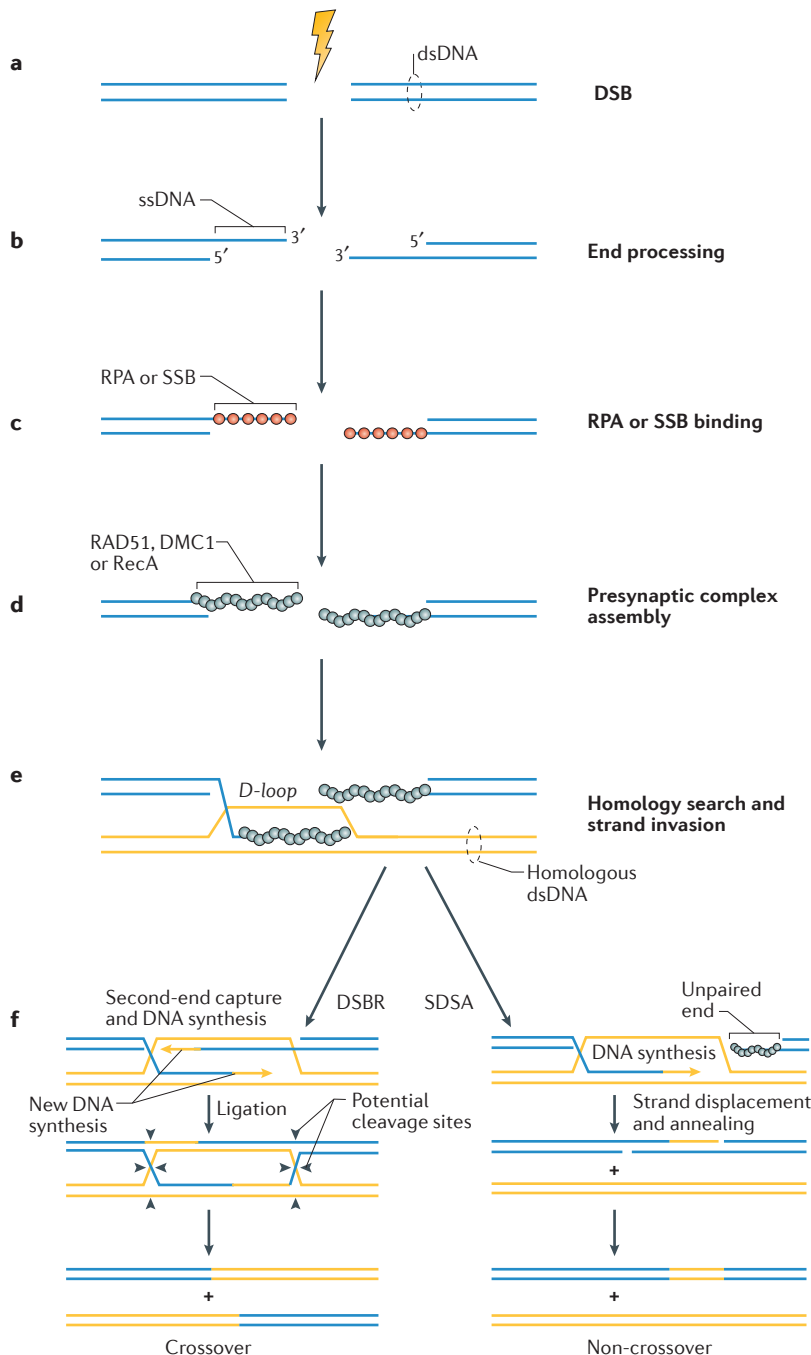 a
dsDNA
DSB
ssDNA
b
3′
5′
5′
3′
End processing
RPA or SSB
c
RPA or SSB binding
RAD51, DMC1
or RecA
d
Presynaptic complex
assembly
e
D-loop
Homology search and
strand invasion
Homologous
dsDNA
f
Second-end capture
and DNA synthesis
DSBR
SDSA
Unpaired
end
DNA synthesis
New DNA
synthesis
Ligation
Potential
cleavage sites
Strand displacement
and annealing
+
+
+
Crossover
Non-crossover